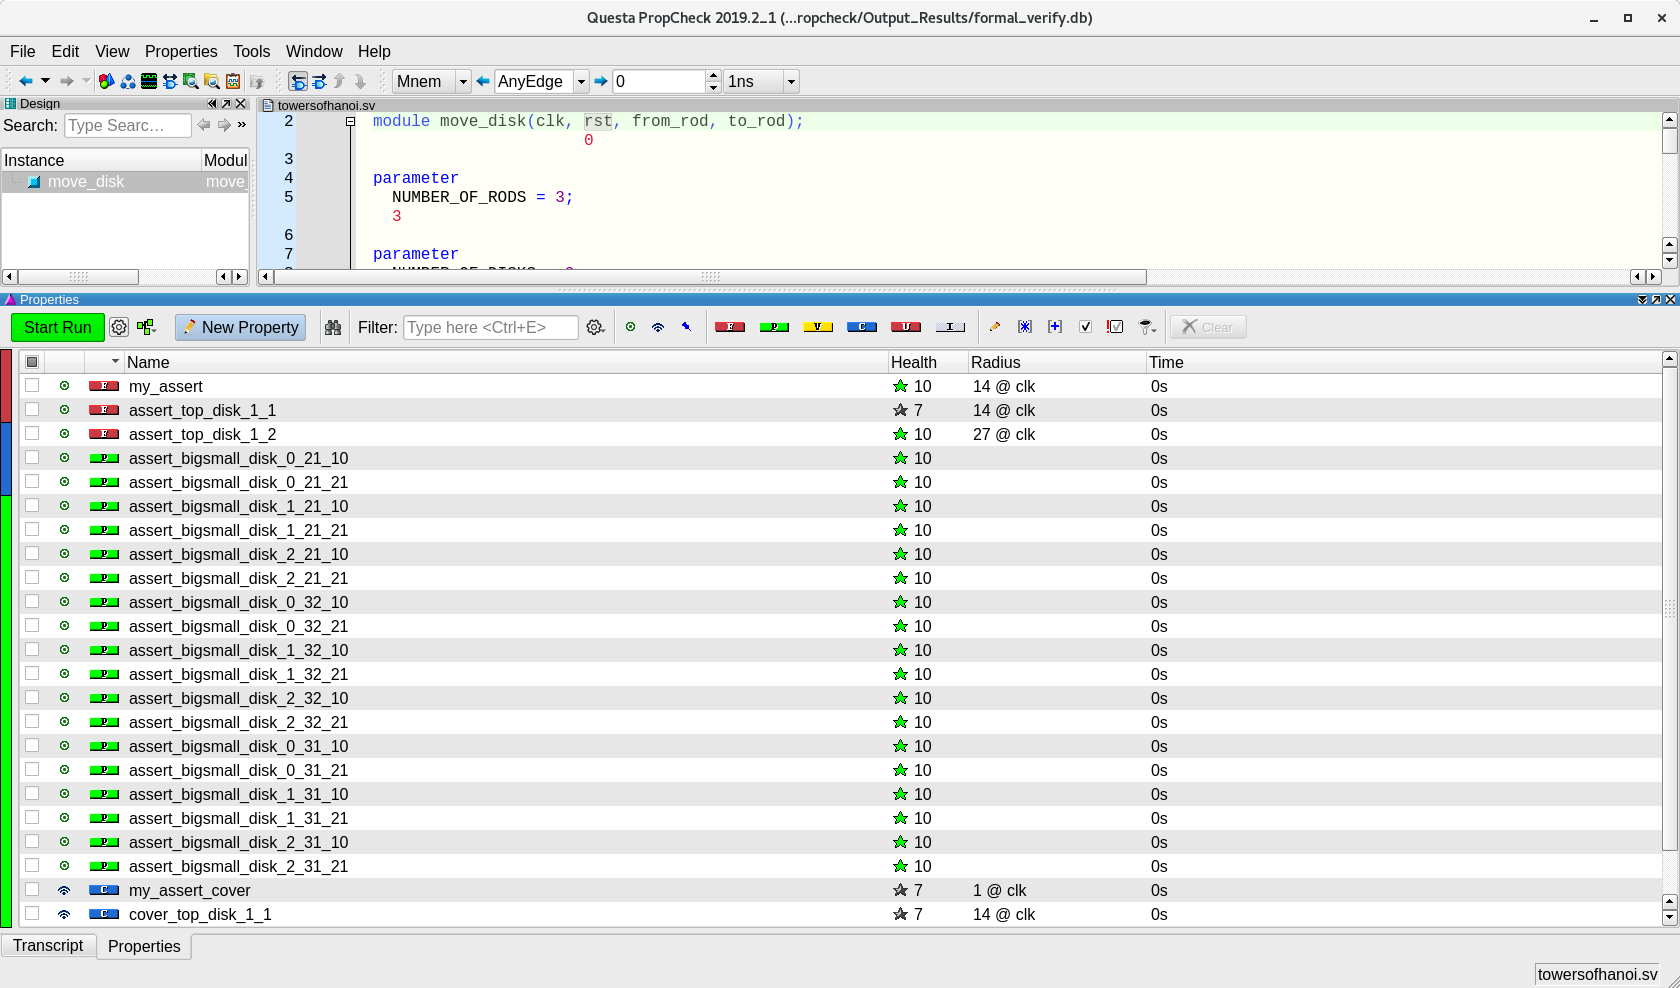 Questa PropCheck 2019.2_1 (...ropcheck/Output_Results/formal_verify.db)
File Edit View Properties Tools Window Help
Mnem AnyEdge 0 1ns
Design
towersofhanoi.sv
Search: Type Searc...
Instance Modul
move_disk move_
2 module move_disk(clk, rst, from_rod, to_rod);
0
3
4 parameter
5 NUMBER_OF_RODS = 3;
3
6
7 parameter
Properties
Start Run New Property Filter: Type here <Ctrl+E> F P V C U I Clear
Name Health Radius Time
F my_assert 10 14 @ clk 0s
F assert_top_disk_1_1 7 14 @ clk 0s
F assert_top_disk_1_2 10 27 @ clk 0s
P assert_bigsmall_disk_0_21_10 10 0s
P assert_bigsmall_disk_0_21_21 10 0s
P assert_bigsmall_disk_1_21_10 10 0s
P assert_bigsmall_disk_1_21_21 10 0s
P assert_bigsmall_disk_2_21_10 10 0s
P assert_bigsmall_disk_2_21_21 10 0s
P assert_bigsmall_disk_0_32_10 10 0s
P assert_bigsmall_disk_0_32_21 10 0s
P assert_bigsmall_disk_1_32_10 10 0s
P assert_bigsmall_disk_1_32_21 10 0s
P assert_bigsmall_disk_2_32_10 10 0s
P assert_bigsmall_disk_2_32_21 10 0s
P assert_bigsmall_disk_0_31_10 10 0s
P assert_bigsmall_disk_0_31_21 10 0s
P assert_bigsmall_disk_1_31_10 10 0s
P assert_bigsmall_disk_1_31_21 10 0s
P assert_bigsmall_disk_2_31_10 10 0s
P assert_bigsmall_disk_2_31_21 10 0s
C my_assert_cover 7 1 @ clk 0s
C cover_top_disk_1_1 7 14 @ clk 0s
Transcript Properties
towersofhanoi.sv